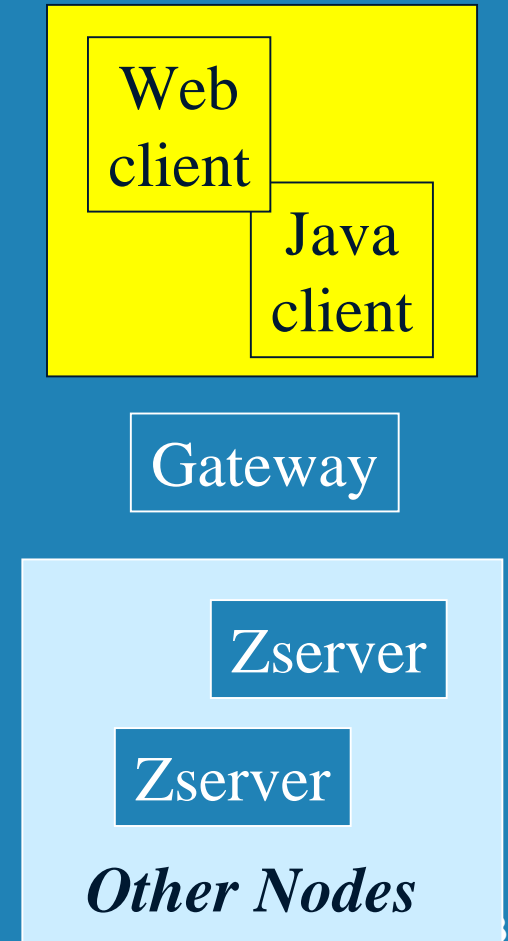 Web
client
Java
client
Gateway
Zserver
Zserver
Other Nodes